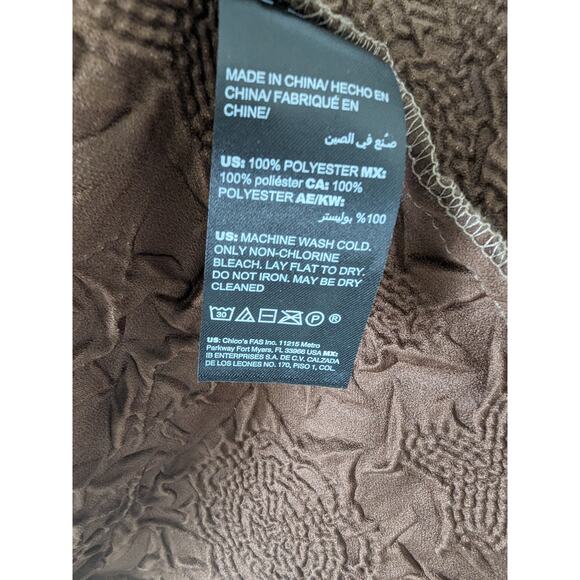 MADE IN CHINA/ HECHO EN
CHINA/ FABRIQUÉ EN
CHINE/
صُنع في الصين
US: 100% POLYESTER MX:
100% poliéster CA: 100%
POLYESTER AE/KW:
100% بوليستر
US: MACHINE WASH COLD.
ONLY NON-CHLORINE
BLEACH. LAY FLAT TO DRY.
DO NOT IRON. MAY BE DRY
CLEANED
30 P ®
US: Chico's FAS Inc. 11215 Metro
Parkway Fort Myers, FL 33966 USA MX:
IB ENTERPRISES S.A. DE C.V. CALZADA
DE LOS LEONES NO. 170, PISO 1, COL.